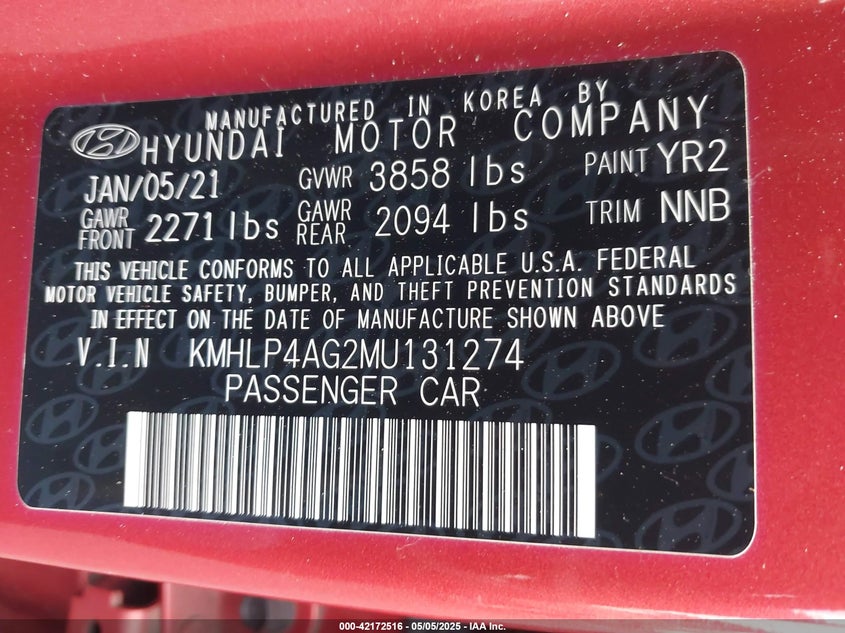 MANUFACTURED IN KOREA BY
HYUNDAI MOTOR COMPANY
JAN/05/21 GVWR 3858 lbs PAINT YR2
GAWR FRONT 2271 lbs GAWR REAR 2094 lbs TRIM NNB
THIS VEHICLE CONFORMS TO ALL APPLICABLE U.S.A. FEDERAL
MOTOR VEHICLE SAFETY, BUMPER, AND THEFT PREVENTION STANDARDS
IN EFFECT ON THE DATE OF MANUFACTURE SHOWN ABOVE
V.I.N KMHLP4AG2MU131274
PASSENGER CAR
000-42172516 - 05/05/2025 - IAA Inc.